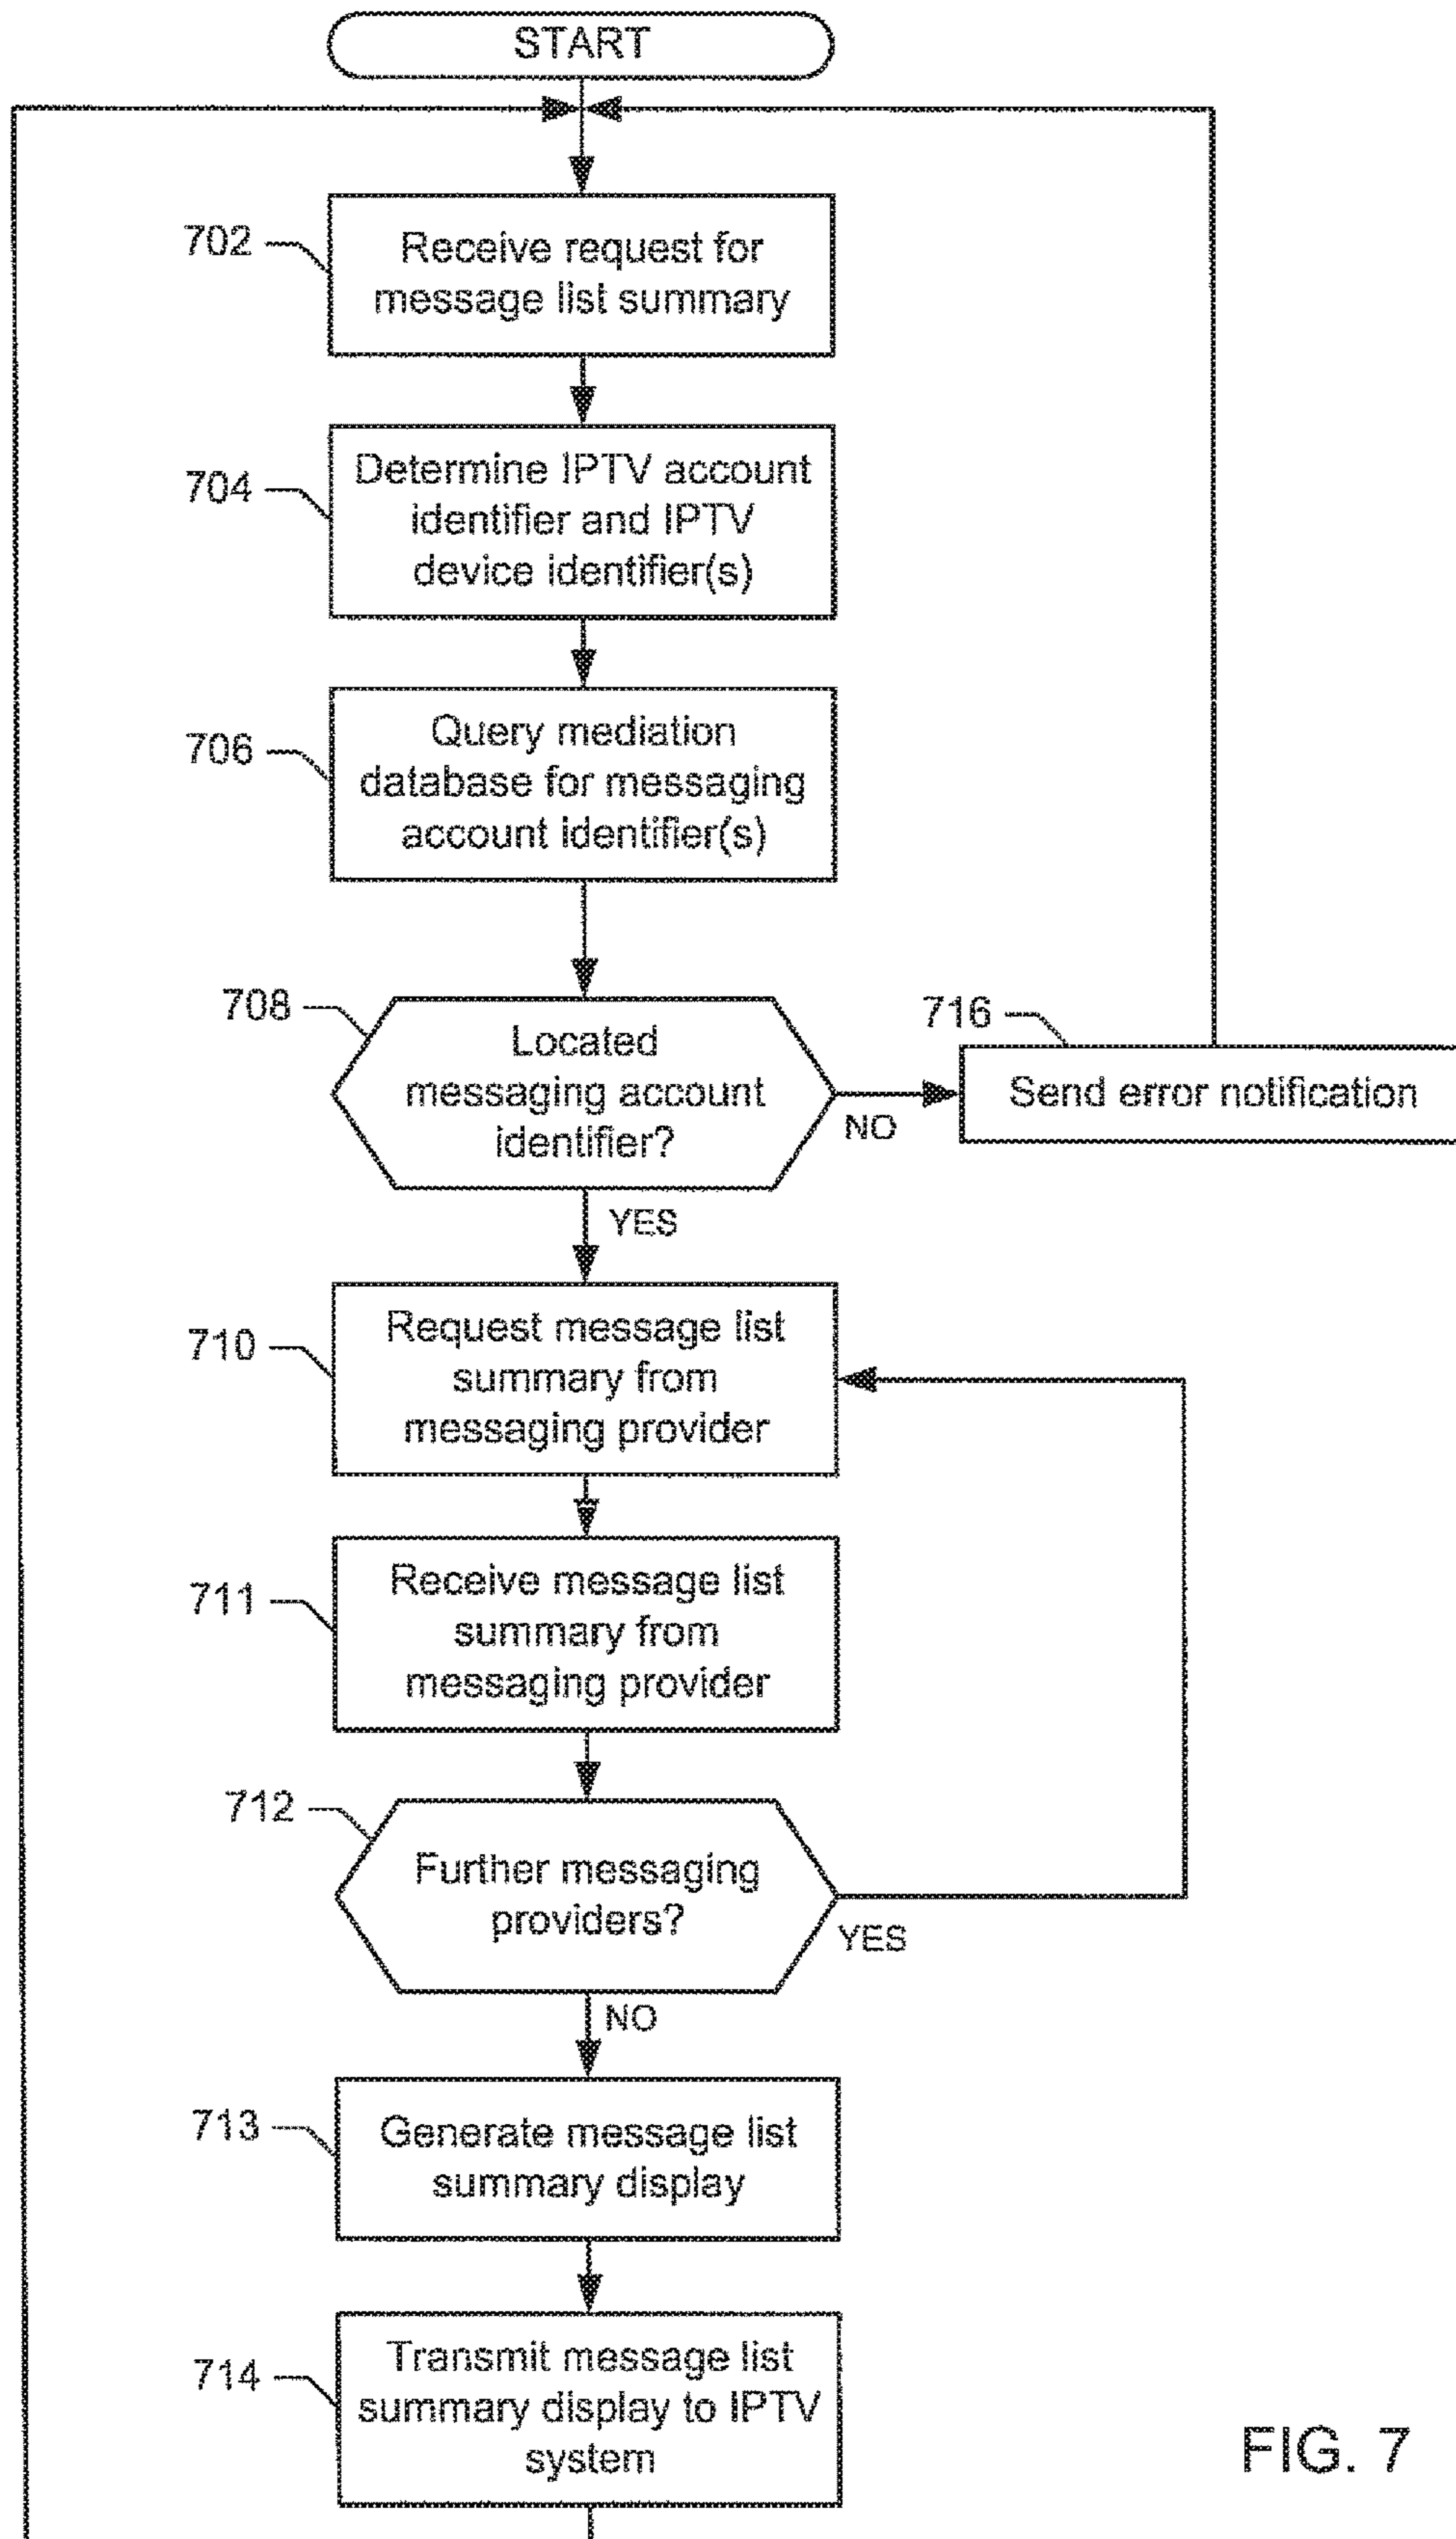 START
702
Receive request for
message list summary
704
Determine IPTV account
identifier and IPTV
device identifier(s)
706
Query mediation
database for messaging
account identifier(s)
708
Located
messaging account
identifier?
NO
716
Send error notification
YES
710
Request message list
summary from
messaging provider
711
Receive message list
summary from
messaging provider
712
Further messaging
providers?
YES
NO
713
Generate message list
summary display
714
Transmit message list
summary display to IPTV
system
FIG. 7